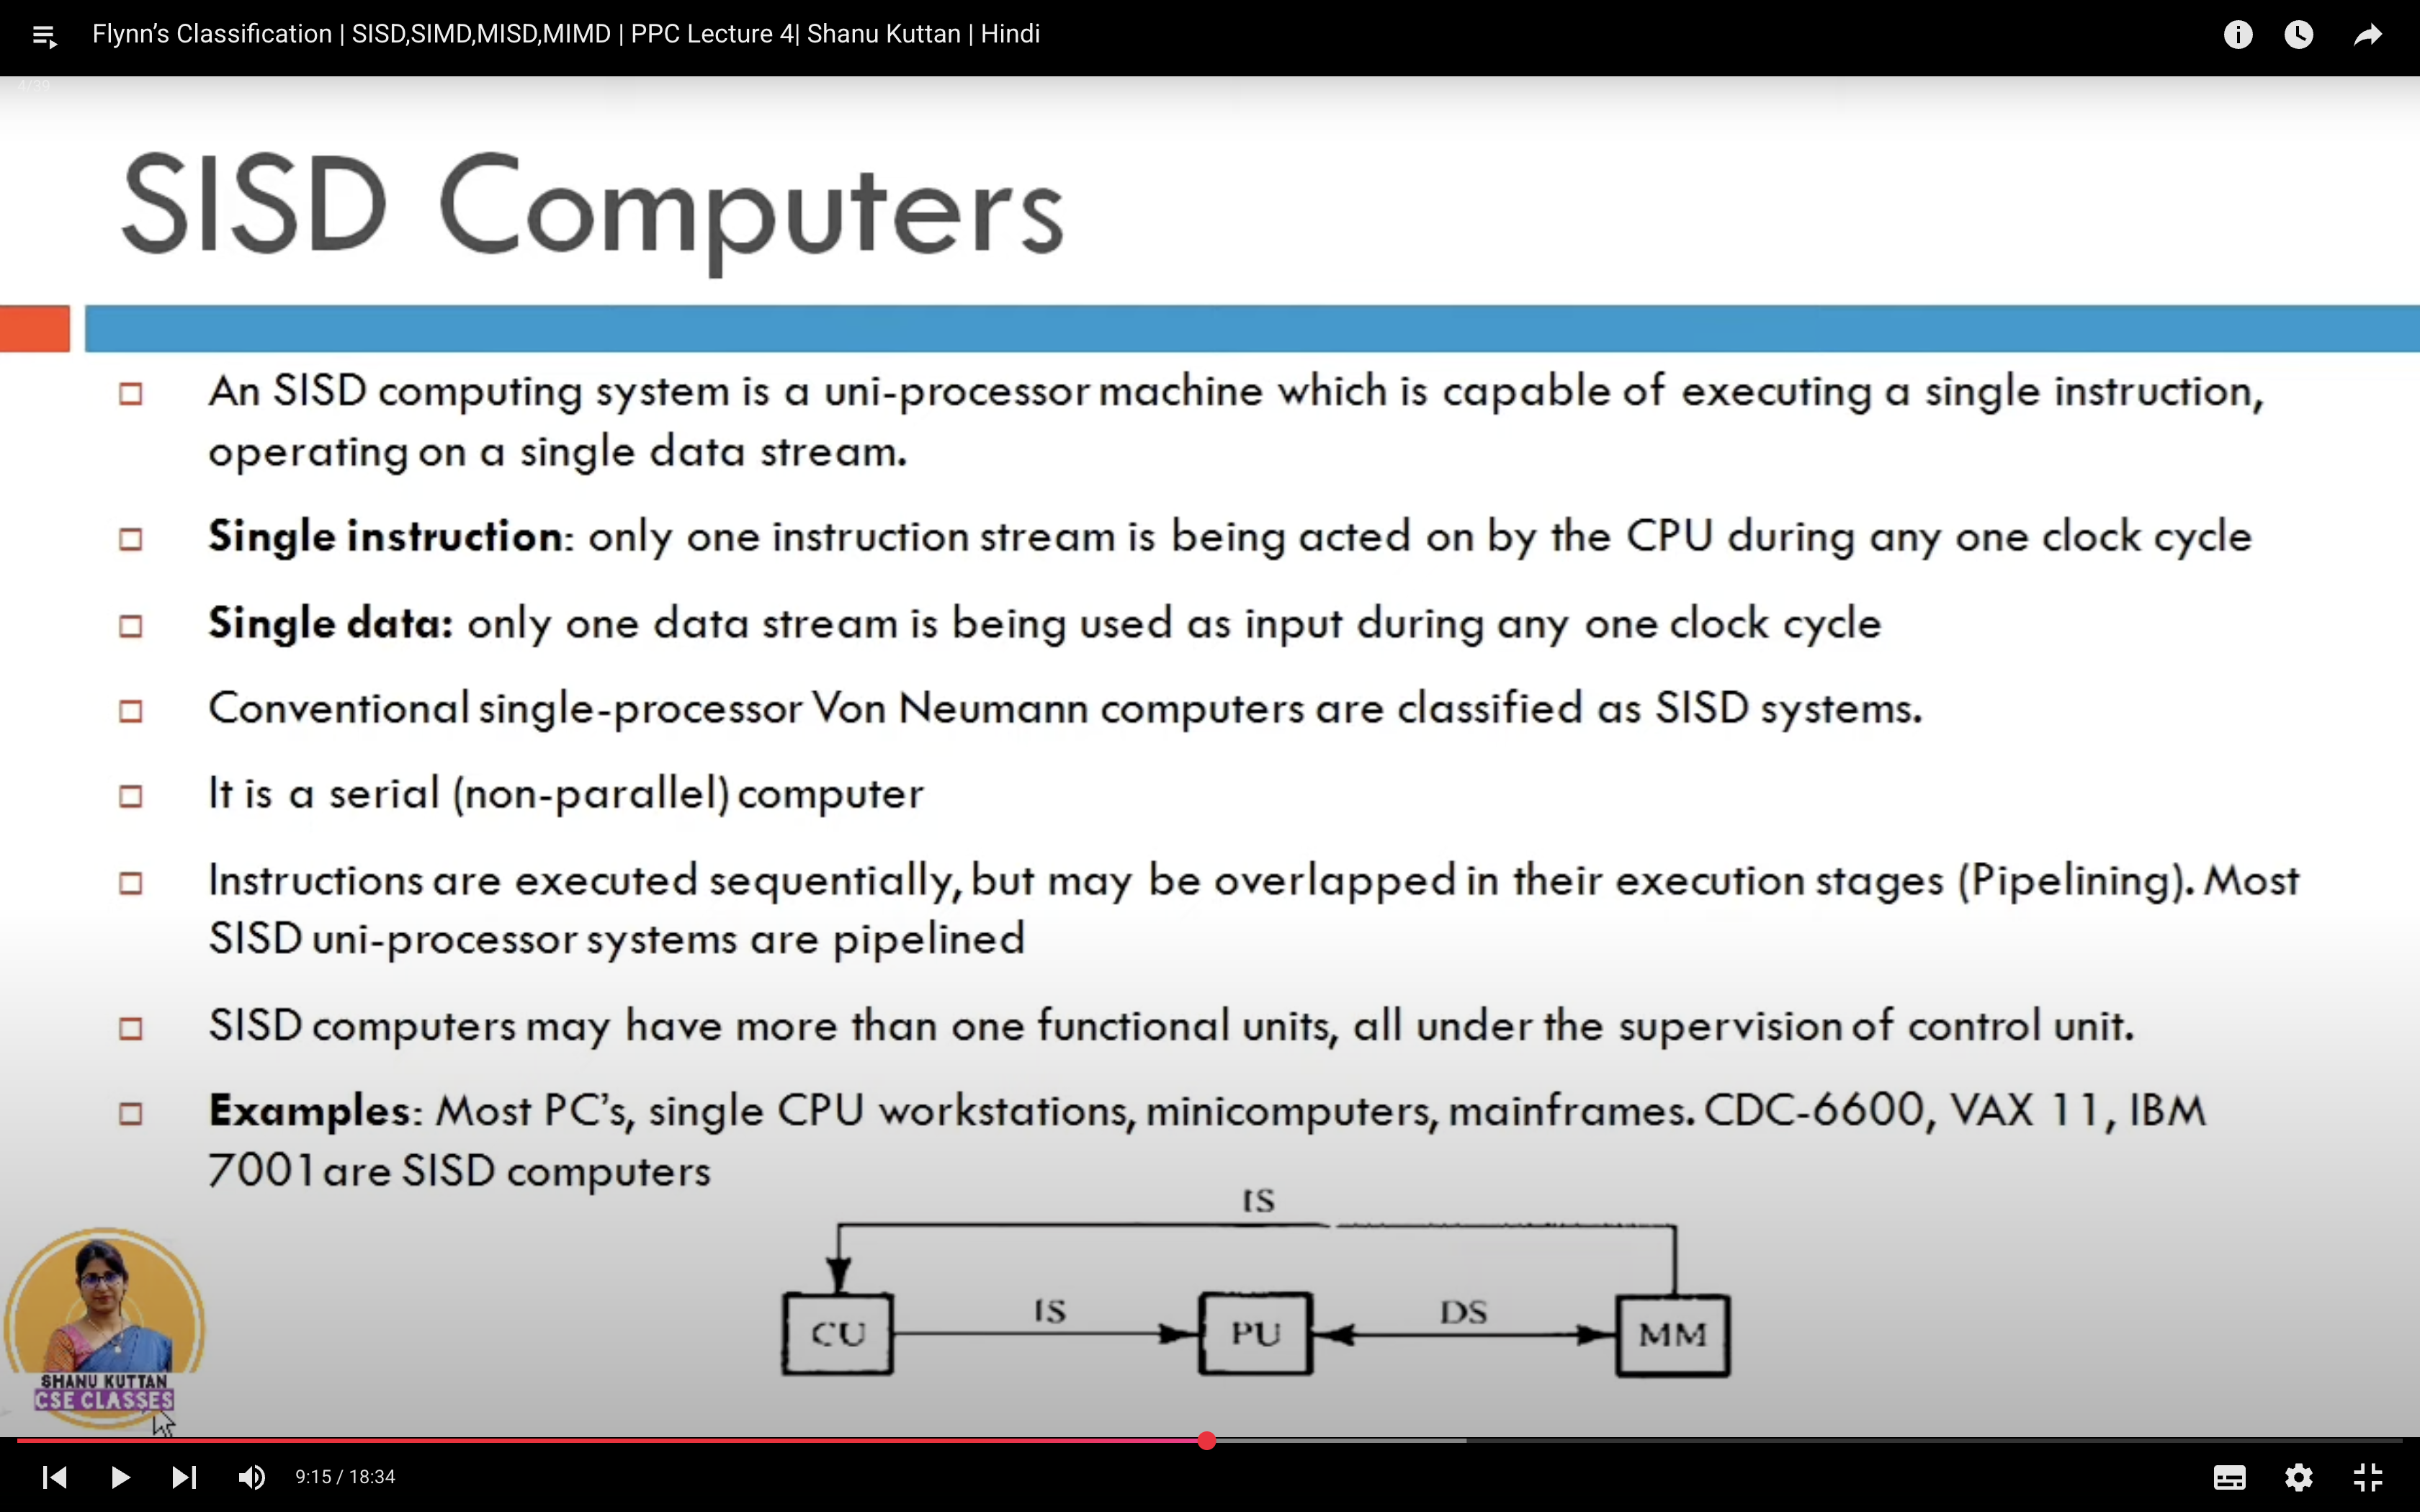 Flynn’s Classification | SISD,SIMD,MISD,MIMD | PPC Lecture 4| Shanu Kuttan | Hindi
4/39
SISD Computers
An SISD computing system is a uni-processor machine which is capable of executing a single instruction,
operating on a single data stream.
Single instruction: only one instruction stream is being acted on by the CPU during any one clock cycle
Single data: only one data stream is being used as input during any one clock cycle
Conventional single-processor Von Neumann computers are classified as SISD systems.
It is a serial (non-parallel) computer
Instructions are executed sequentially, but may be overlapped in their execution stages (Pipelining). Most
SISD uni-processor systems are pipelined
SISD computers may have more than one functional units, all under the supervision of control unit.
Examples: Most PC’s, single CPU workstations, minicomputers, mainframes. CDC-6600, VAX 11, IBM
7001 are SISD computers
IS
CU
IS
PU
DS
MM
SHANU KUTTAN
CSE CLASSES
9:15 / 18:34